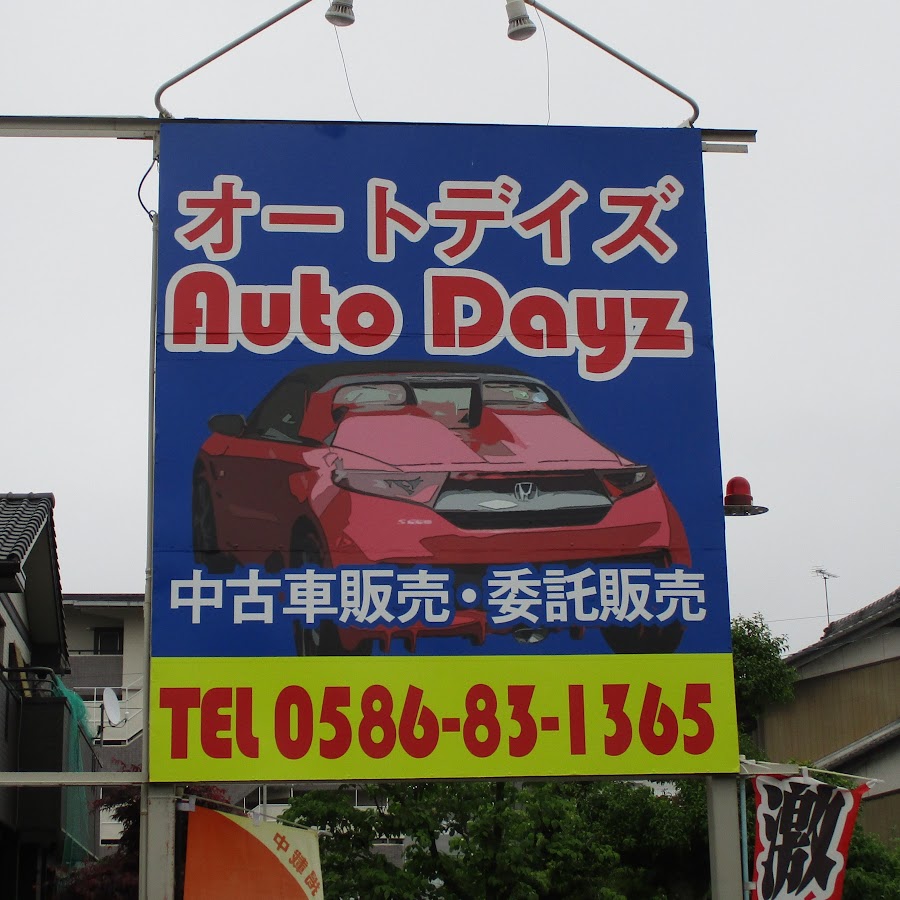 オートデイズ
Auto Dayz
中古車販売・委託販売
TEL 0586-83-1365
激